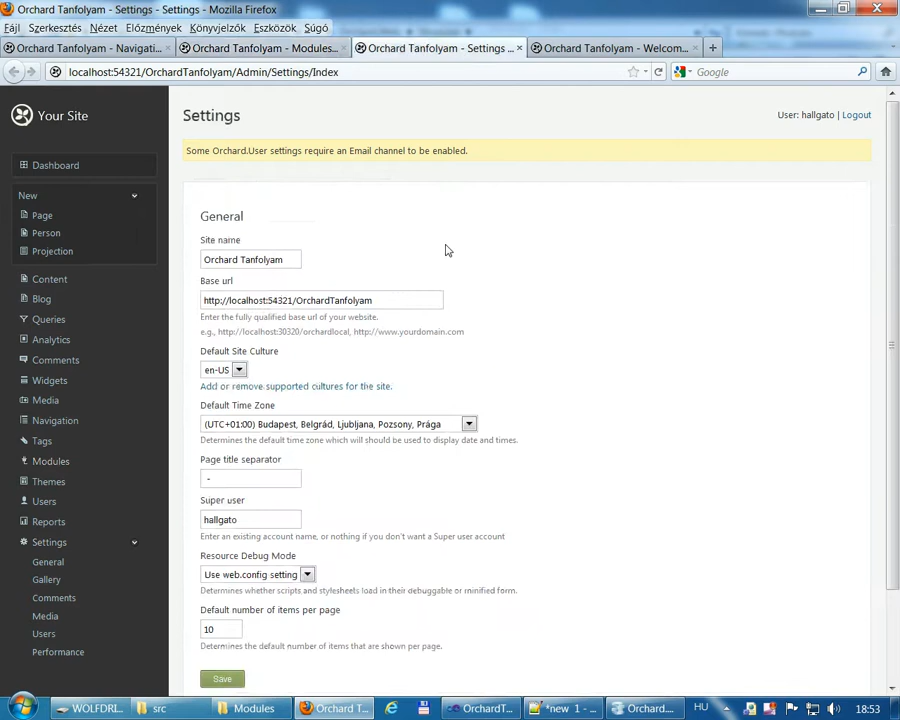 Orchard Tanfolyam - Settings - Settings - Mozilla Firefox
Fájl Szerkesztés Nézet Előzmények Könyvjelzők Eszközök Súgó
Orchard Tanfolyam - Navigati... Orchard Tanfolyam - Modules... Orchard Tanfolyam - Settings ... Orchard Tanfolyam - Welcom...
localhost:54321/OrchardTanfolyam/Admin/Settings/Index
Google
Your Site
Settings
User: hallgato | Logout
Some Orchard.User settings require an Email channel to be enabled.
Dashboard
New
Page
Person
Projection
Content
Blog
Queries
Analytics
Comments
Widgets
Media
Navigation
Tags
Modules
Themes
Users
Reports
Settings
General
Gallery
Comments
Media
Users
Performance
General
Site name
Orchard Tanfolyam
Base url
http://localhost:54321/OrchardTanfolyam
Enter the fully qualified base url of your website.
e.g., http://localhost:30320/orchardlocal, http://www.yourdomain.com
Default Site Culture
en-US
Add or remove supported cultures for the site.
Default Time Zone
(UTC+01:00) Budapest, Belgrád, Ljubljana, Pozsony, Prága
Determines the default time zone which will should be used to display date and times.
Page title separator
-
Super user
hallgato
Enter an existing account name, or nothing if you don't want a Super user account
Resource Debug Mode
Use web.config setting
Determines whether scripts and stylesheets load in their debuggable or minified form.
Default number of items per page
10
Determines the default number of items that are shown per page.
Save
WOLFDRI... src Modules Orchard T... OrchardT... *new 1 - ... Orchard.... HU 18:53